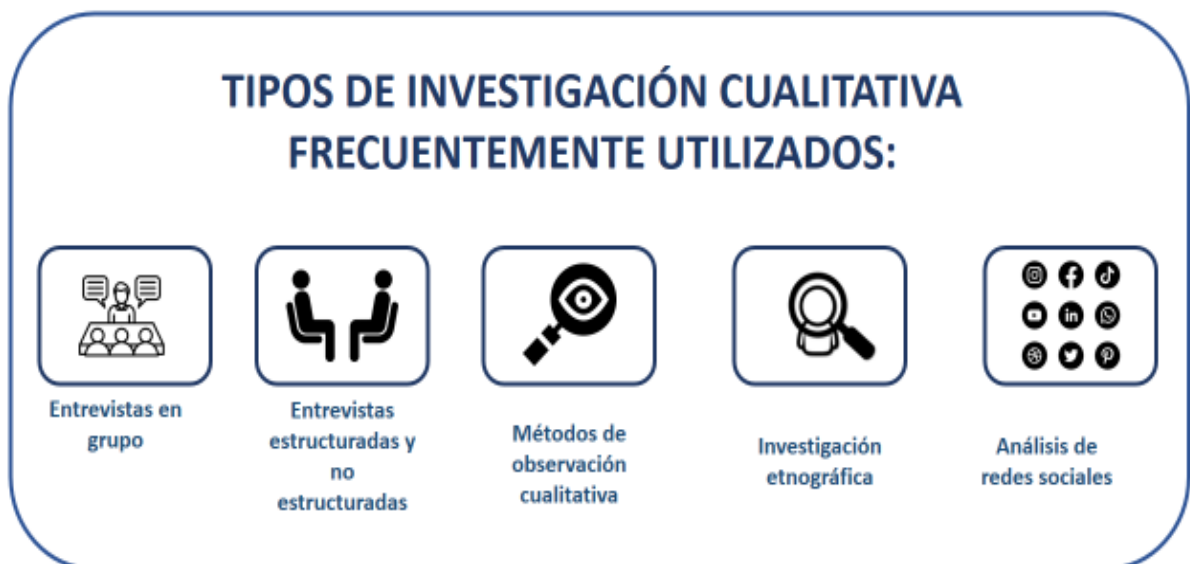 TIPOS DE INVESTIGACIÓN CUALITATIVA
FRECUENTEMENTE UTILIZADOS:
Entrevistas en
grupo
Entrevistas
estructuradas y
no
estructuradas
Métodos de
observación
cualitativa
Investigación
etnográfica
Análisis de
redes sociales